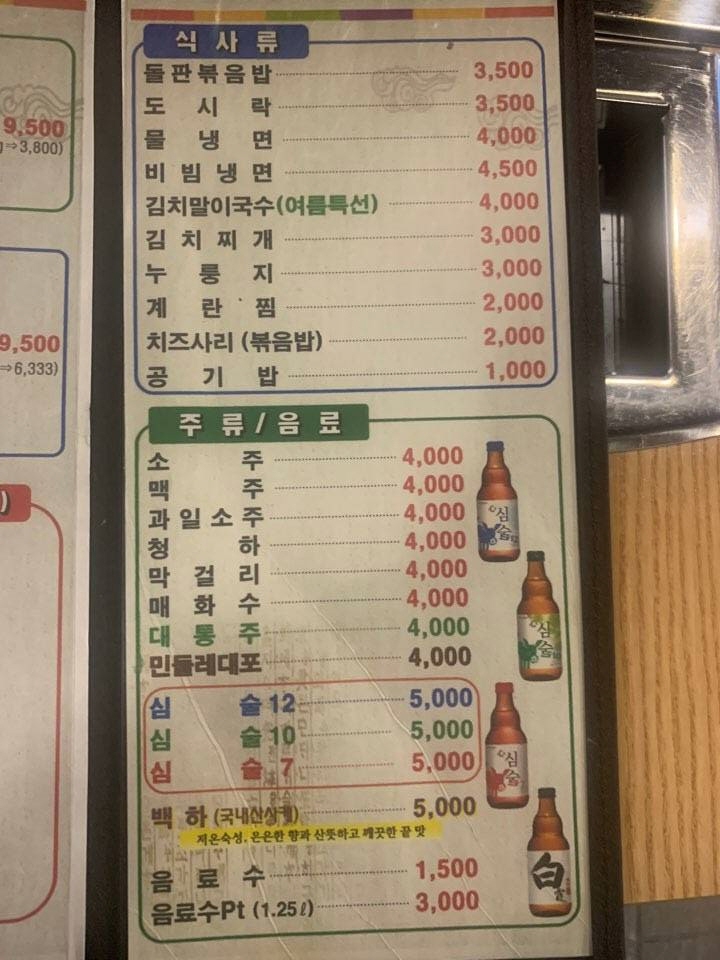 9,500
g⇒3,800)
9,500
⇒6,333)
)
식사류
돌판볶음밥 3,500
도시락 3,500
물냉면 4,000
비빔냉면 4,500
김치말이국수(여름특선) 4,000
김치찌개 3,000
누룽지 3,000
계란찜 2,000
치즈사리 (볶음밥) 2,000
공기밥 1,000
주류/음료
소주 4,000
맥주 4,000
과일소주 4,000
청하 4,000
막걸리 4,000
매화수 4,000
대통주 4,000
민들레대포 4,000
심술12 5,000
심술10 5,000
심술7 5,000
백하(국내산사케) 5,000
저온숙성, 은은한 향과 산뜻하고 깨끗한 끝 맛
음료수 1,500
음료수Pt (1.25ℓ) 3,000
심술
심술
심술
白